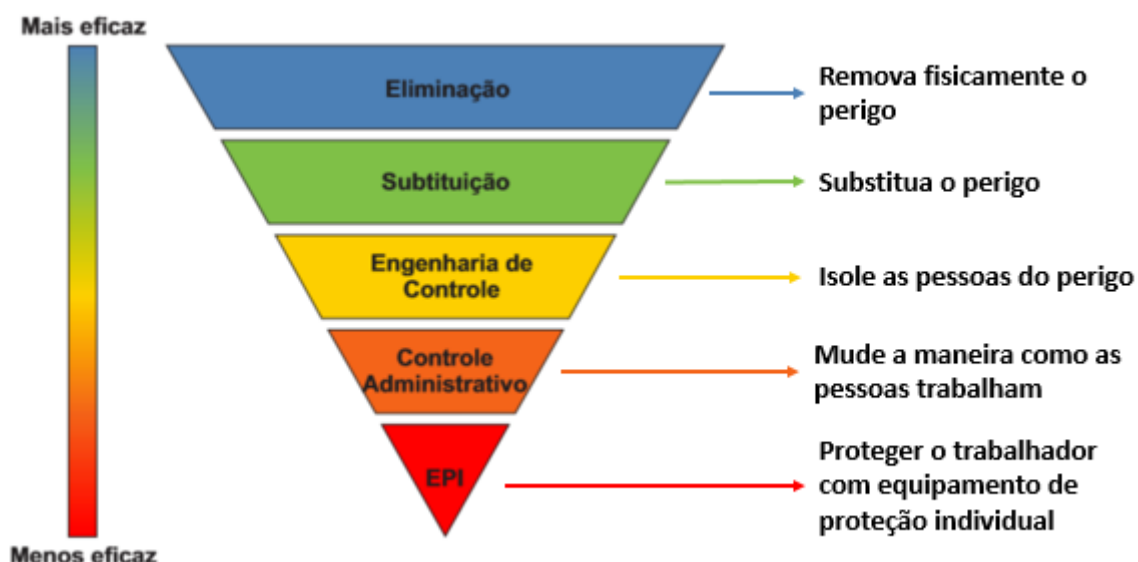 Mais eficaz
Eliminação
Remova fisicamente o
perigo
Subtituição
Substitua o perigo
Engenharia de
Controle
Isole as pessoas do perigo
Controle
Administrativo
Mude a maneira como as
pessoas trabalham
EPI
Proteger o trabalhador
com equipamento de
proteção individual
Menos eficaz